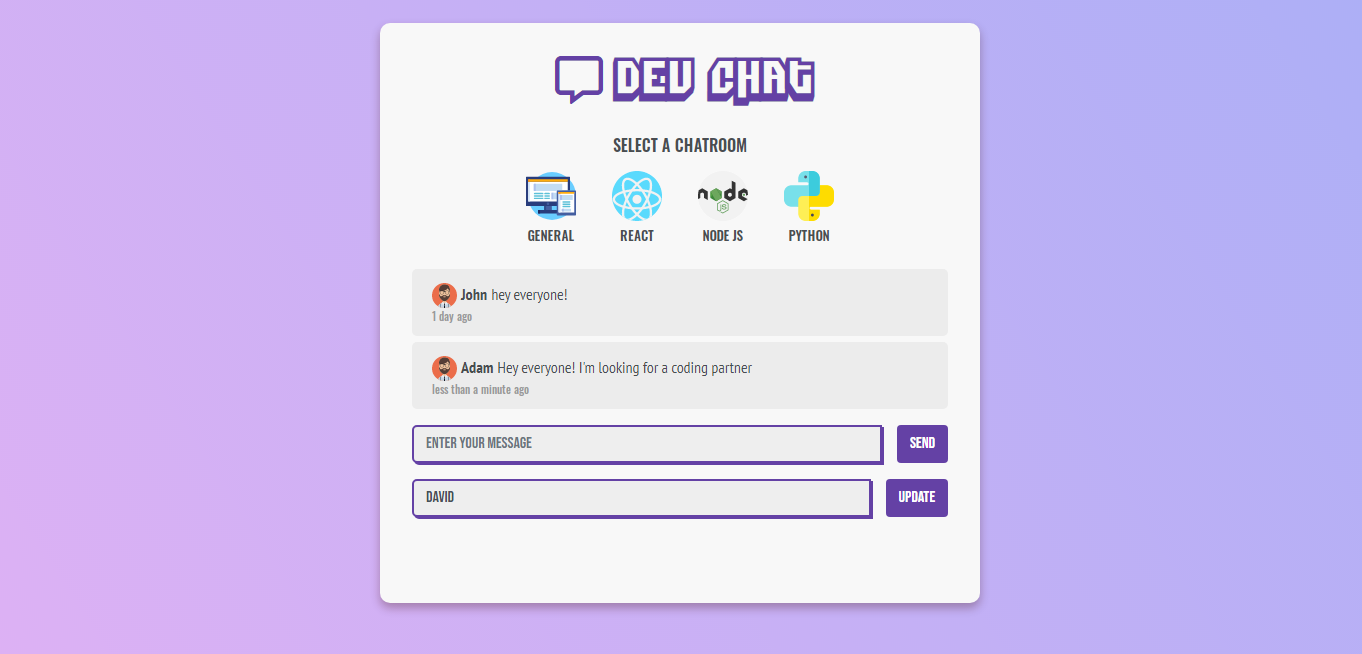 DEV CHAT
SELECT A CHATROOM
node
JS
GENERAL REACT NODE JS PYTHON
John hey everyone!
1 day ago
Adam Hey everyone! I'm looking for a coding partner
less than a minute ago
ENTER YOUR MESSAGE SEND
DAVID UPDATE